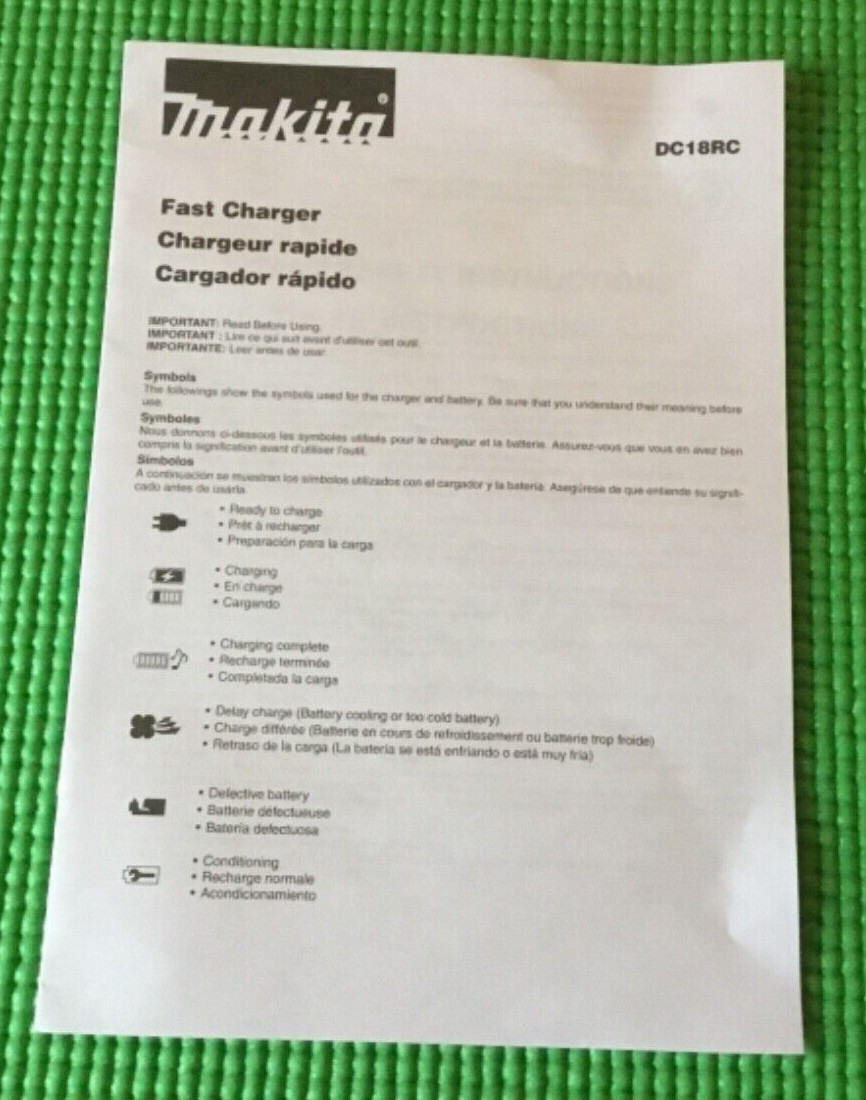 Makita®
DC18RC
Fast Charger
Chargeur rapide
Cargador rápido
IMPORTANT: Read Before Using.
IMPORTANT : Lire ce qui suit avant d'utiliser cet outil.
IMPORTANTE: Leer antes de usar.
Symbols
The followings show the symbols used for the charger and battery. Be sure that you understand their meaning before
use.
Symboles
Nous donnons ci-dessous les symboles utilisés pour le chargeur et la batterie. Assurez-vous que vous en avez bien
compris la signification avant d'utiliser l'outil.
Símbolos
A continuación se muestran los símbolos utilizados con el cargador y la batería. Asegúrese de que entiende su signifi-
cado antes de usarla.
• Ready to charge
• Prêt à recharger
• Preparación para la carga
• Charging
• En charge
• Cargando
• Charging complete
• Recharge terminée
• Completada la carga
• Delay charge (Battery cooling or too cold battery)
• Charge différée (Batterie en cours de refroidissement ou batterie trop froide)
• Retraso de la carga (La batería se está enfriando o está muy fría)
• Defective battery
• Batterie défectueuse
• Batería defectuosa
• Conditioning
• Recharge normale
• Acondicionamiento